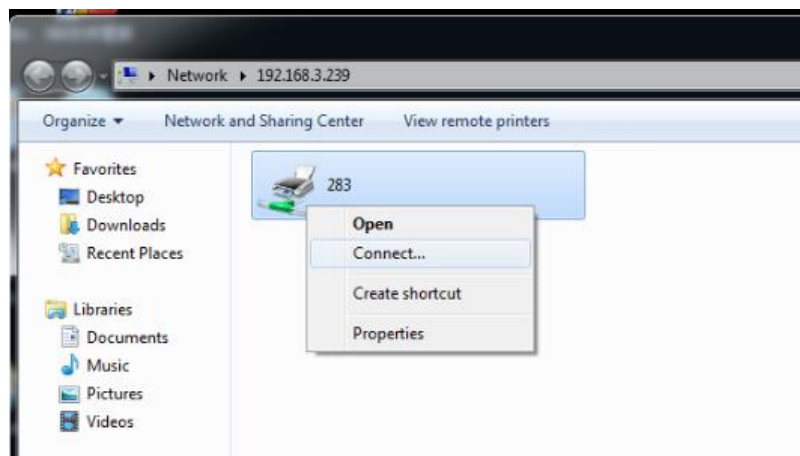 Network ▸ 192.168.3.239
Organize ▾ Network and Sharing Center View remote printers
Favorites
Desktop
Downloads
Recent Places
Libraries
Documents
Music
Pictures
Videos
283
Open
Connect...
Create shortcut
Properties